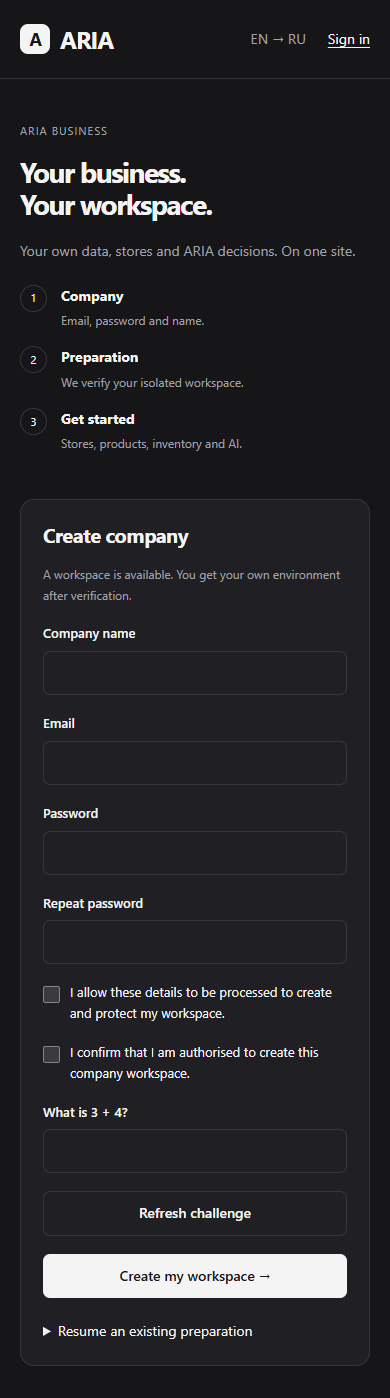 A ARIA
EN → RU
Sign in
ARIA BUSINESS
Your business.
Your workspace.
Your own data, stores and ARIA decisions. On one site.
1 Company
Email, password and name.
2 Preparation
We verify your isolated workspace.
3 Get started
Stores, products, inventory and AI.
Create company
A workspace is available. You get your own environment
after verification.
Company name
Email
Password
Repeat password
I allow these details to be processed to create
and protect my workspace.
I confirm that I am authorised to create this
company workspace.
What is 3 + 4?
Refresh challenge
Create my workspace →
▶ Resume an existing preparation